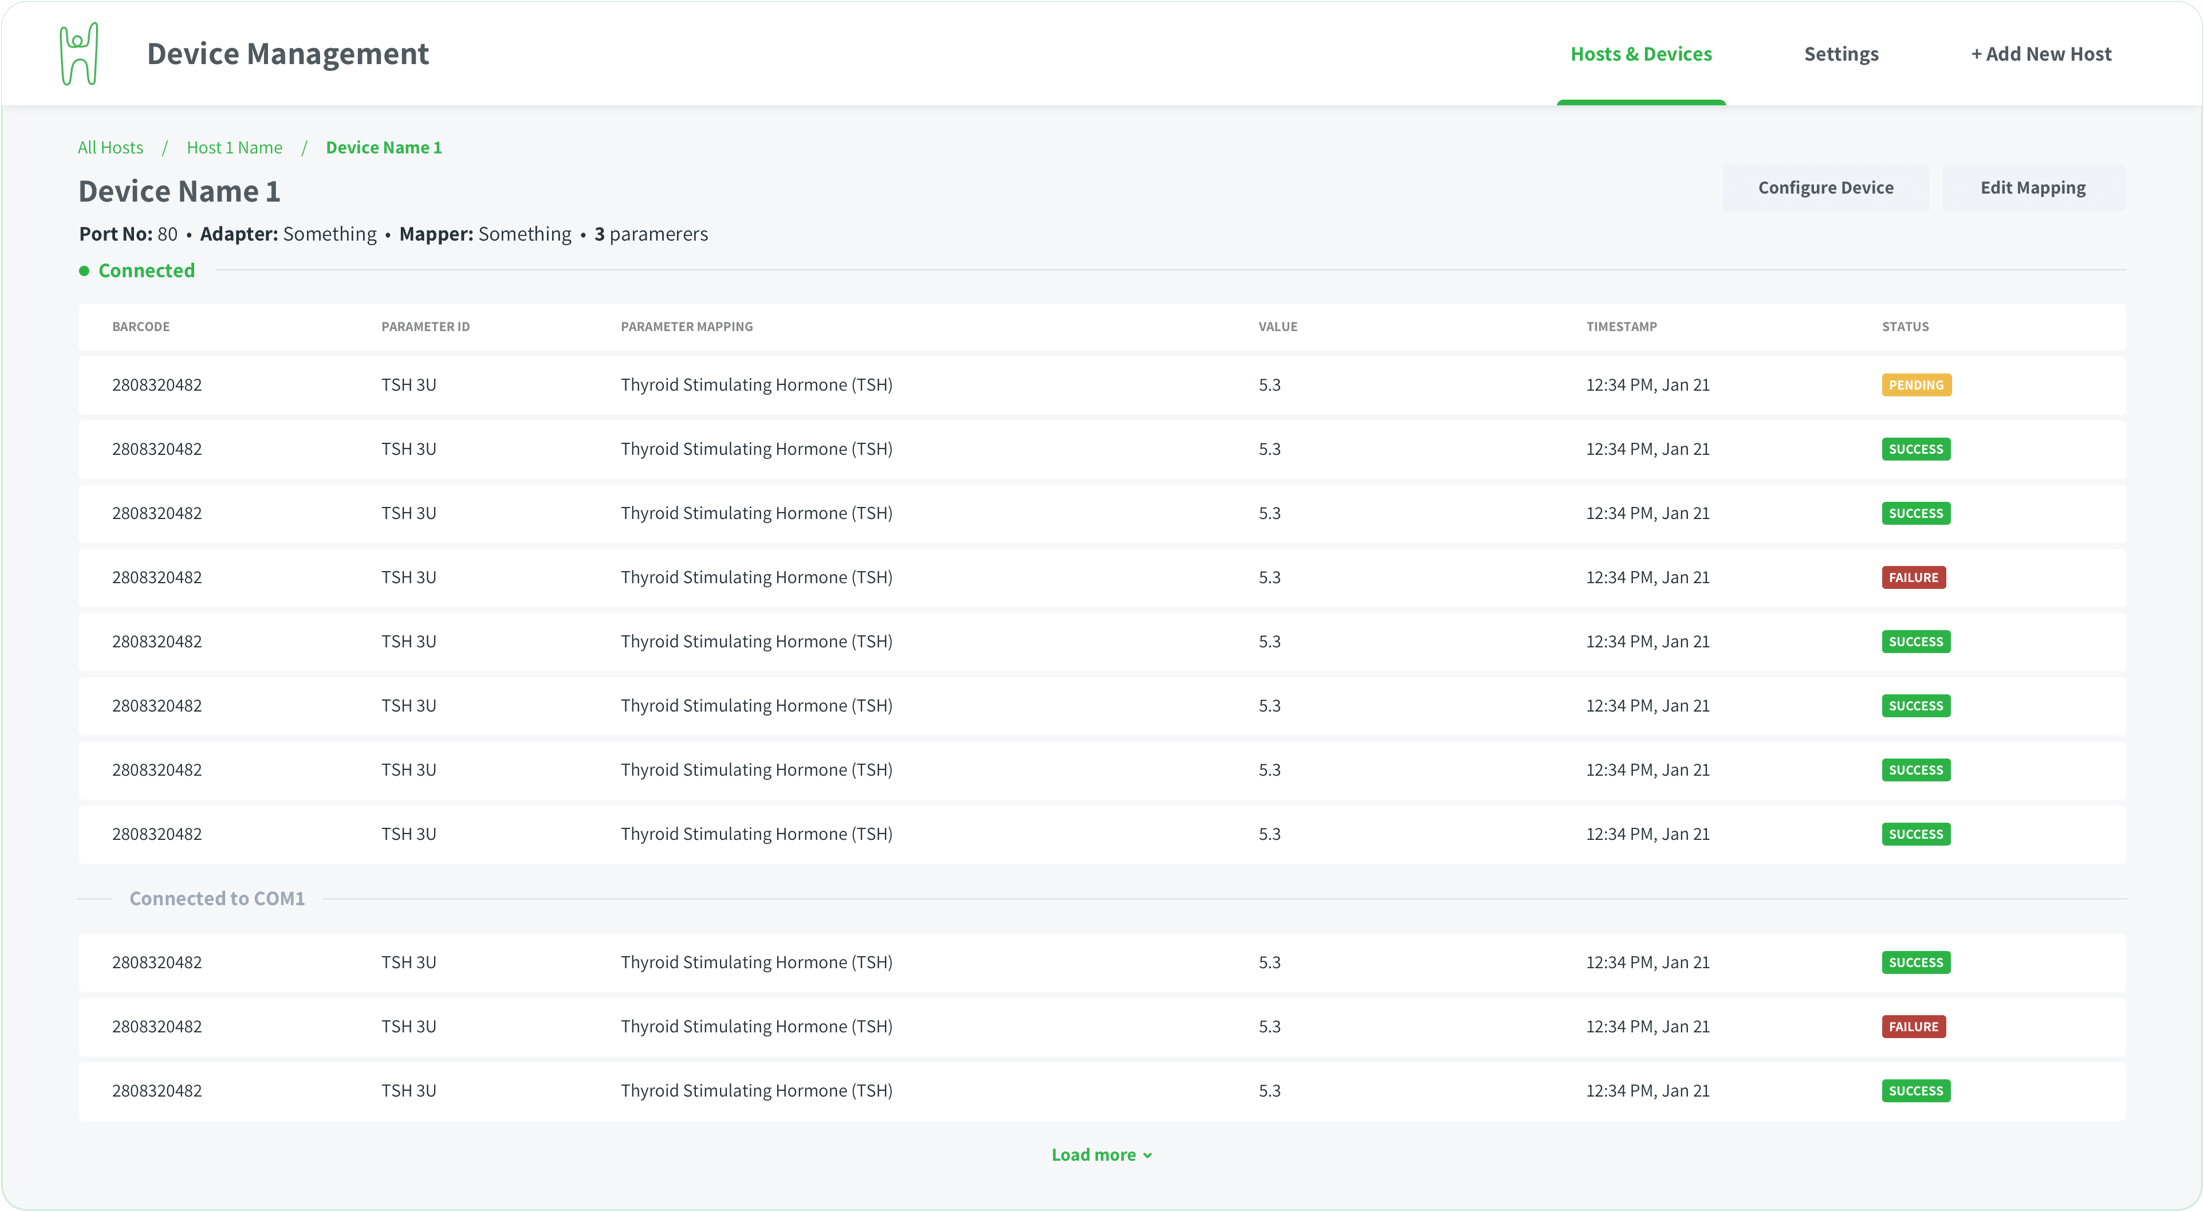 Device Management
Hosts & Devices
Settings
+ Add New Host
All Hosts / Host 1 Name / Device Name 1
Device Name 1
Configure Device
Edit Mapping
Port No: 80 • Adapter: Something • Mapper: Something • 3 paramerers
Connected
BARCODE PARAMETER ID PARAMETER MAPPING VALUE TIMESTAMP STATUS
2808320482 TSH 3U Thyroid Stimulating Hormone (TSH) 5.3 12:34 PM, Jan 21 PENDING
2808320482 TSH 3U Thyroid Stimulating Hormone (TSH) 5.3 12:34 PM, Jan 21 SUCCESS
2808320482 TSH 3U Thyroid Stimulating Hormone (TSH) 5.3 12:34 PM, Jan 21 SUCCESS
2808320482 TSH 3U Thyroid Stimulating Hormone (TSH) 5.3 12:34 PM, Jan 21 FAILURE
2808320482 TSH 3U Thyroid Stimulating Hormone (TSH) 5.3 12:34 PM, Jan 21 SUCCESS
2808320482 TSH 3U Thyroid Stimulating Hormone (TSH) 5.3 12:34 PM, Jan 21 SUCCESS
2808320482 TSH 3U Thyroid Stimulating Hormone (TSH) 5.3 12:34 PM, Jan 21 SUCCESS
2808320482 TSH 3U Thyroid Stimulating Hormone (TSH) 5.3 12:34 PM, Jan 21 SUCCESS
Connected to COM1
2808320482 TSH 3U Thyroid Stimulating Hormone (TSH) 5.3 12:34 PM, Jan 21 SUCCESS
2808320482 TSH 3U Thyroid Stimulating Hormone (TSH) 5.3 12:34 PM, Jan 21 FAILURE
2808320482 TSH 3U Thyroid Stimulating Hormone (TSH) 5.3 12:34 PM, Jan 21 SUCCESS
Load more